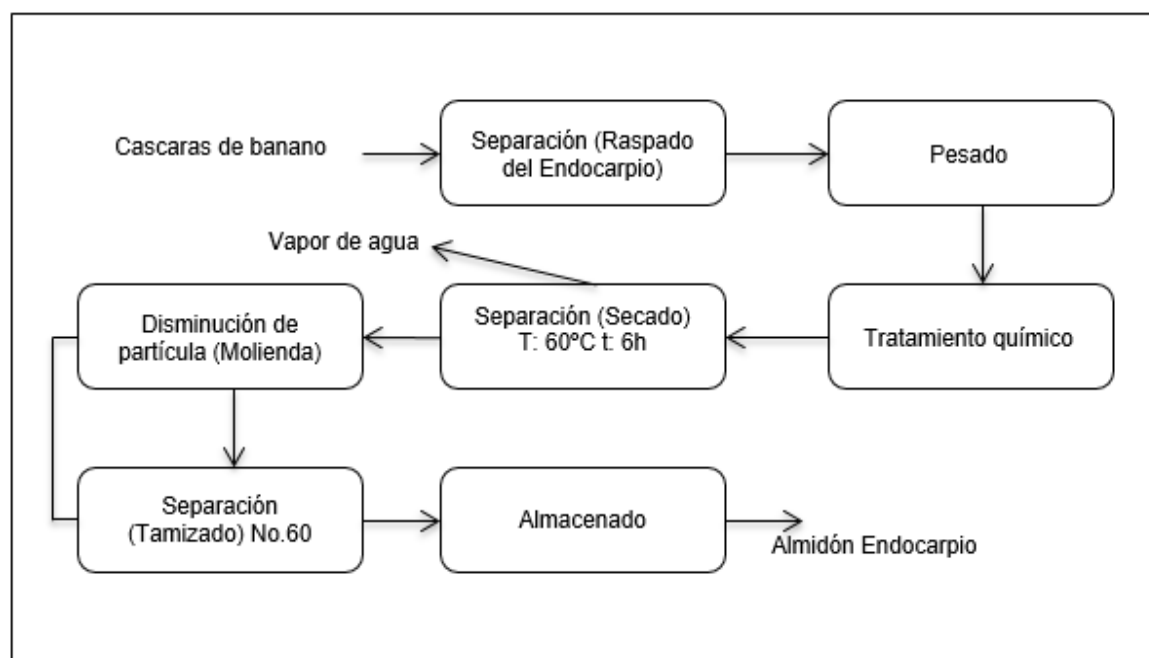 Cascaras de banano
Separación (Raspado
del Endocarpio)
Pesado
Vapor de agua
Disminución de
partícula (Molienda)
Separación (Secado)
T: 60ºC t: 6h
Tratamiento químico
Separación
(Tamizado) No.60
Almacenado
Almidón Endocarpio